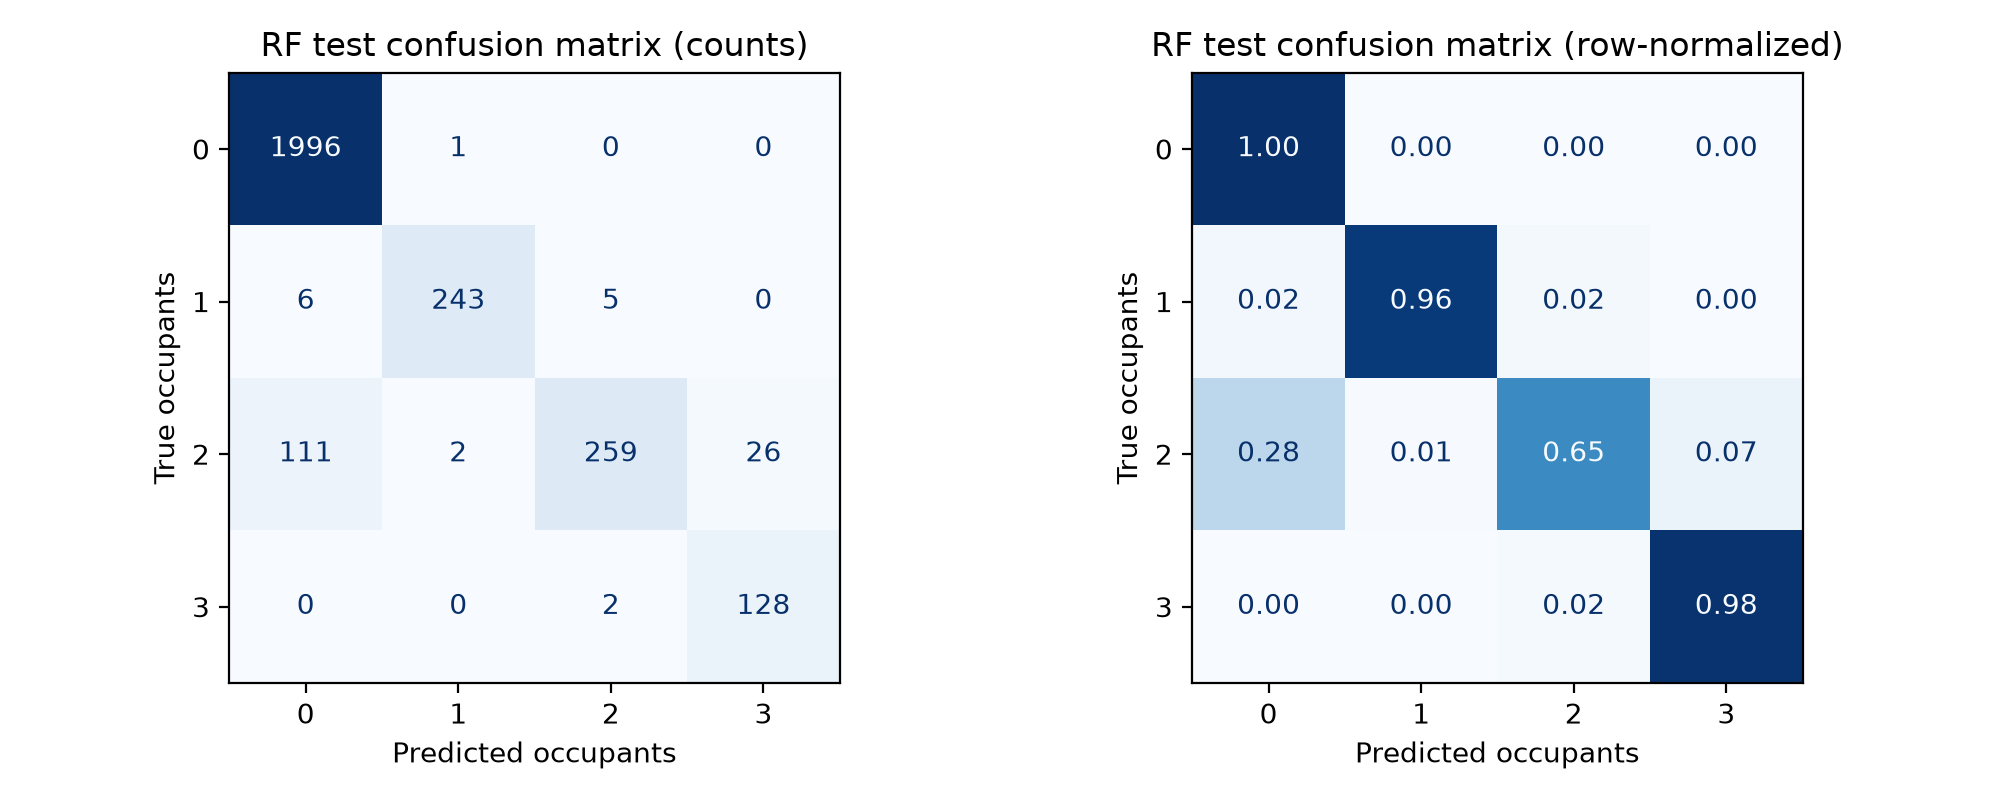 RF test confusion matrix (counts)
True occupants
0 1996 1 0 0
1 6 243 5 0
2 111 2 259 26
3 0 0 2 128
0 1 2 3
Predicted occupants
RF test confusion matrix (row-normalized)
True occupants
0 1.00 0.00 0.00 0.00
1 0.02 0.96 0.02 0.00
2 0.28 0.01 0.65 0.07
3 0.00 0.00 0.02 0.98
0 1 2 3
Predicted occupants